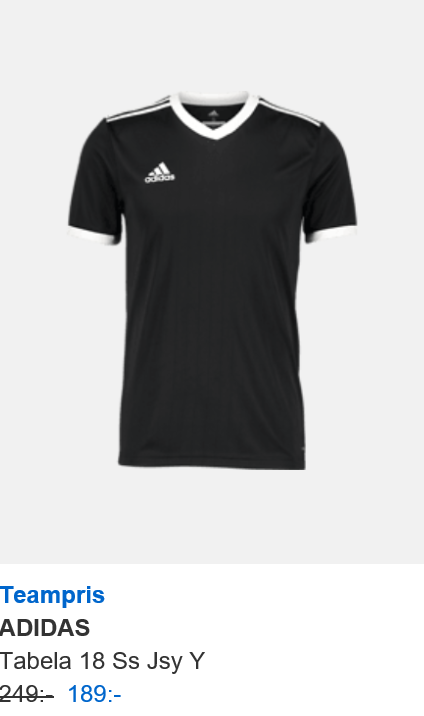 adidas
Teampris
ADIDAS
Tabela 18 Ss Jsy Y
249:- 189:-